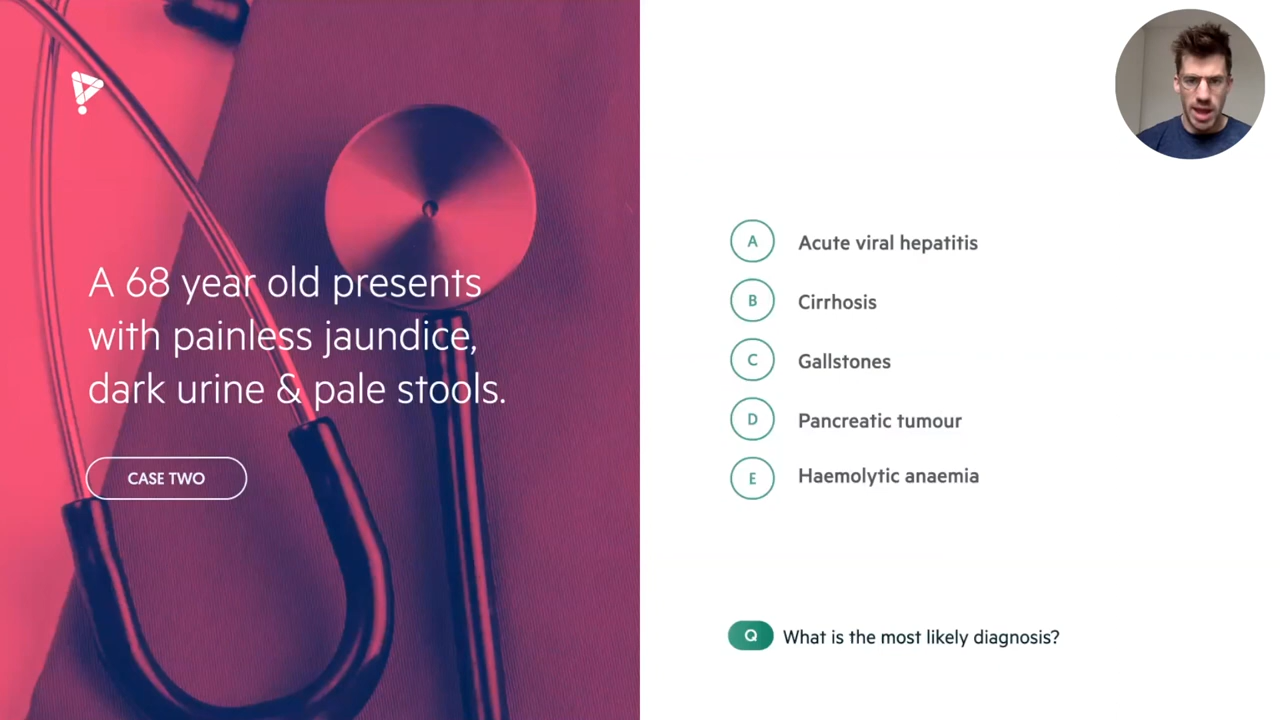 A 68 year old presents
with painless jaundice,
dark urine & pale stools.
CASE TWO
A Acute viral hepatitis
B Cirrhosis
C Gallstones
D Pancreatic tumour
E Haemolytic anaemia
Q What is the most likely diagnosis?